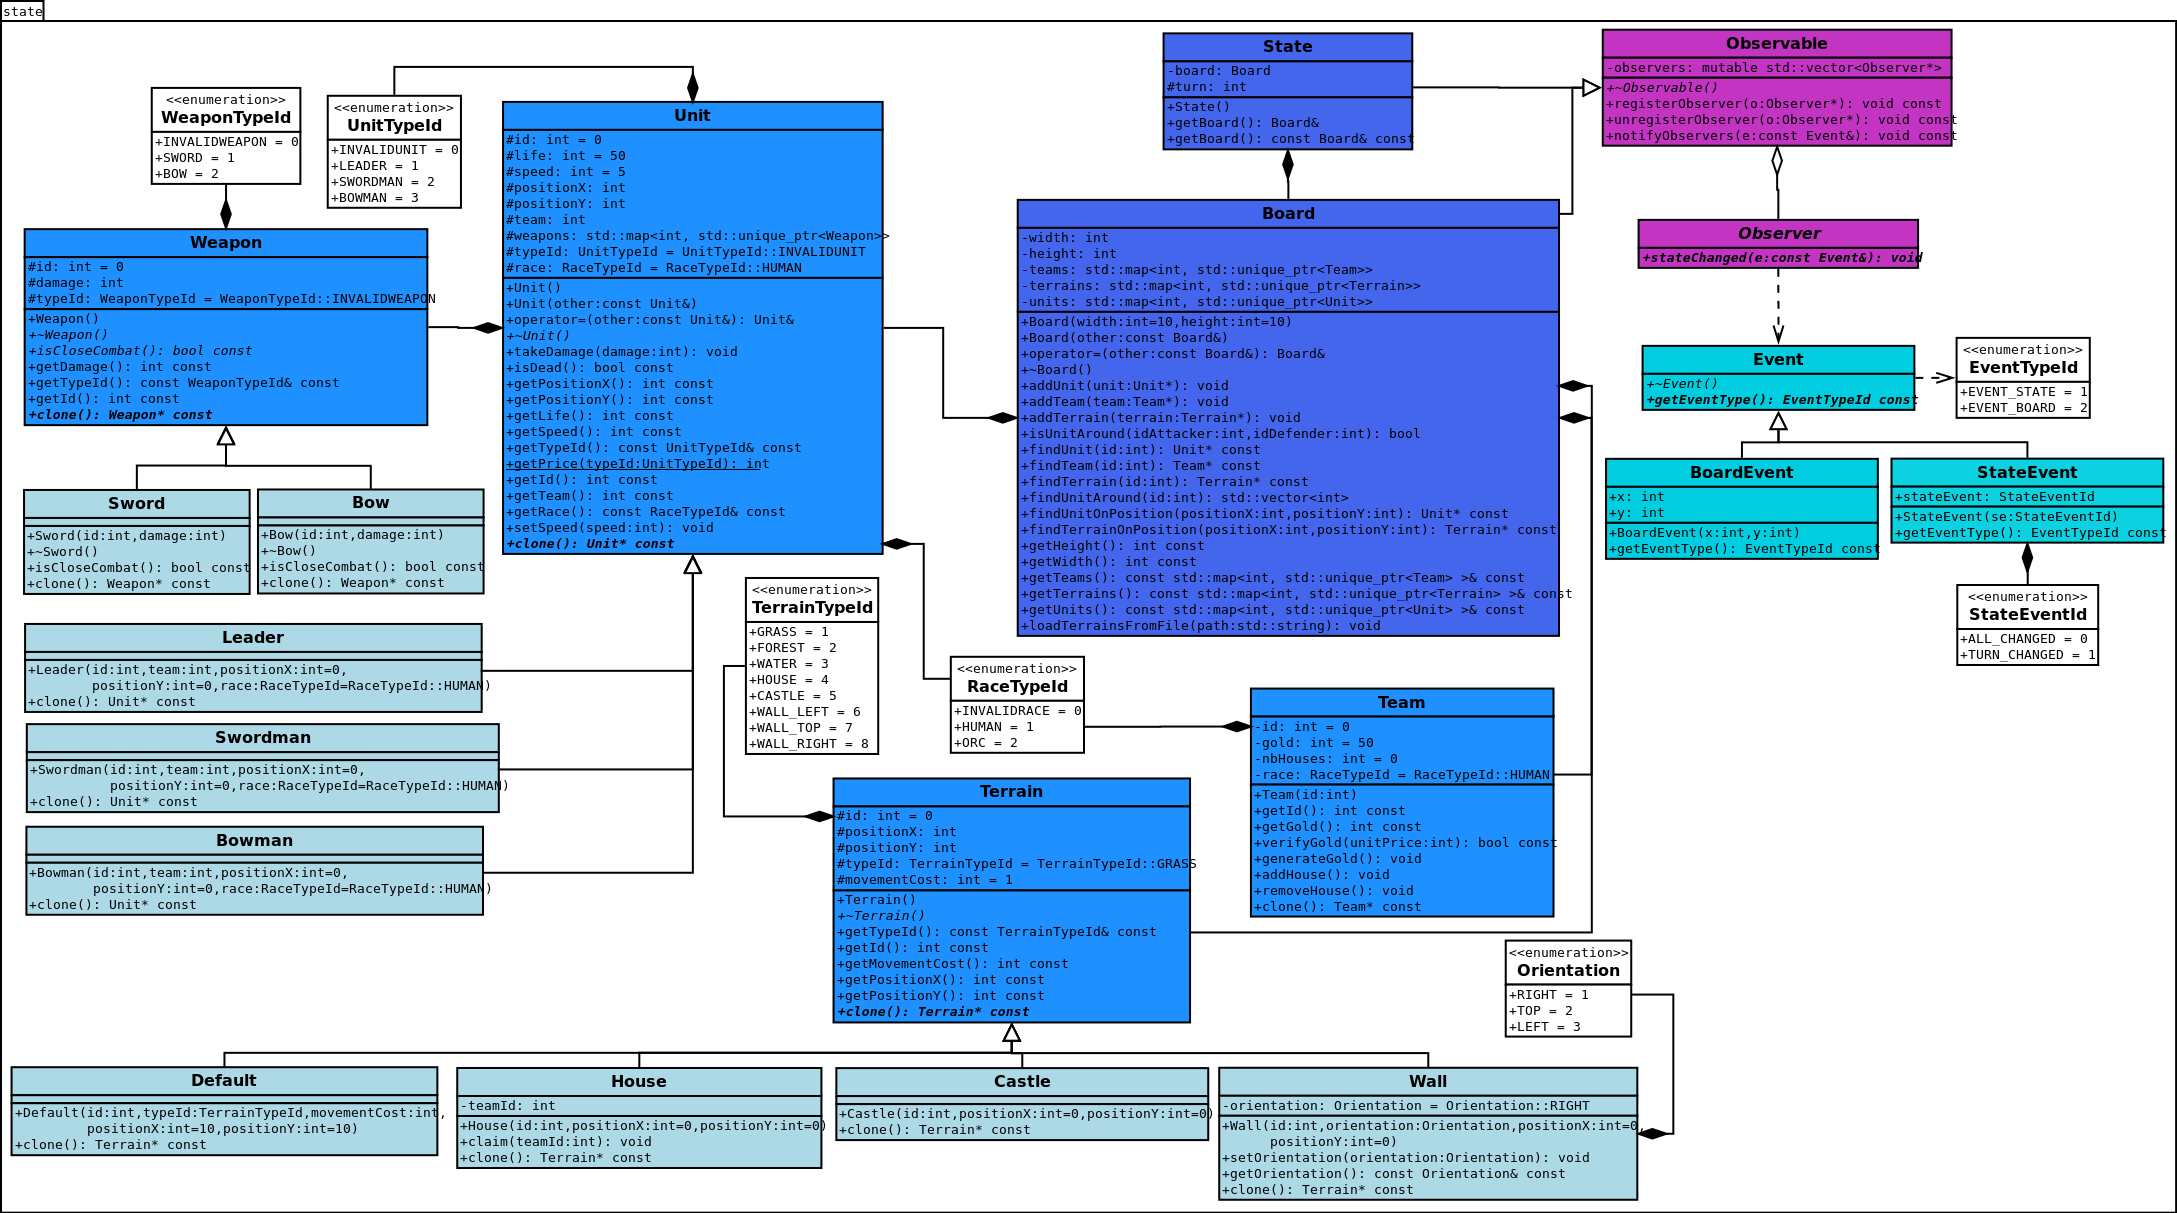 state
<<enumeration>>
WeaponTypeId
+INVALIDWEAPON = 0
+SWORD = 1
+BOW = 2
<<enumeration>>
UnitTypeId
+INVALIDUNIT = 0
+LEADER = 1
+SWORDMAN = 2
+BOWMAN = 3
Unit
#id: int = 0
#life: int = 50
#speed: int = 5
#positionX: int
#positionY: int
#team: int
#weapons: std::map<int, std::unique_ptr<Weapon>>
#typeId: UnitTypeId = UnitTypeId::INVALIDUNIT
#race: RaceTypeId = RaceTypeId::HUMAN
+Unit()
+Unit(other:const Unit&)
+operator=(other:const Unit&): Unit&
+~Unit()
+takeDamage(damage:int): void
+isDead(): bool const
+getPositionX(): int const
+getPositionY(): int const
+getLife(): int const
+getSpeed(): int const
+getTypeId(): const UnitTypeId& const
+getPrice(typeId:UnitTypeId): int
+getId(): int const
+getTeam(): int const
+getRace(): const RaceTypeId& const
+setSpeed(speed:int): void
+clone(): Unit* const
State
-board: Board
#turn: int
+State()
+getBoard(): Board&
+getBoard(): const Board& const
Observable
-observers: mutable std::vector<Observer*>
+~Observable()
+registerObserver(o:Observer*): void const
+unregisterObserver(o:Observer*): void const
+notifyObservers(e:const Event&): void const
Weapon
#id: int = 0
#damage: int
#typeId: WeaponTypeId = WeaponTypeId::INVALIDWEAPON
+Weapon()
+~Weapon()
+isCloseCombat(): bool const
+getDamage(): int const
+getTypeId(): const WeaponTypeId& const
+getId(): int const
+clone(): Weapon* const
Board
-width: int
-height: int
-teams: std::map<int, std::unique_ptr<Team>>
-terrains: std::map<int, std::unique_ptr<Terrain>>
-units: std::map<int, std::unique_ptr<Unit>>
+Board(width:int=10,height:int=10)
+Board(other:const Board&)
+operator=(other:const Board&): Board&
+~Board()
+addUnit(unit:Unit*): void
+addTeam(team:Team*): void
+addTerrain(terrain:Terrain*): void
+isUnitAround(idAttacker:int,idDefender:int): bool
+findUnit(id:int): Unit* const
+findTeam(id:int): Team* const
+findTerrain(id:int): Terrain* const
+findUnitAround(id:int): std::vector<int>
+findUnitOnPosition(positionX:int,positionY:int): Unit* const
+findTerrainOnPosition(positionX:int,positionY:int): Terrain* const
+getHeight(): int const
+getWidth(): int const
+getTeams(): const std::map<int, std::unique_ptr<Team> >& const
+getTerrains(): const std::map<int, std::unique_ptr<Terrain> >& const
+getUnits(): const std::map<int, std::unique_ptr<Unit> >& const
+loadTerrainsFromFile(path:std::string): void
Observer
+stateChanged(e:const Event&): void
Event
+~Event()
+getEventType(): EventTypeId const
<<enumeration>>
EventTypeId
+EVENT_STATE = 1
+EVENT_BOARD = 2
BoardEvent
+x: int
+y: int
+BoardEvent(x:int,y:int)
+getEventType(): EventTypeId const
StateEvent
+stateEvent: StateEventId
+StateEvent(se:StateEventId)
+getEventType(): EventTypeId const
<<enumeration>>
StateEventId
+ALL_CHANGED = 0
+TURN_CHANGED = 1
Sword
+Sword(id:int,damage:int)
+~Sword()
+isCloseCombat(): bool const
+clone(): Weapon* const
Bow
+Bow(id:int,damage:int)
+~Bow()
+isCloseCombat(): bool const
+clone(): Weapon* const
Leader
+Leader(id:int,team:int,positionX:int=0,
positionY:int=0,race:RaceTypeId=RaceTypeId::HUMAN)
+clone(): Unit* const
Swordman
+Swordman(id:int,team:int,positionX:int=0,
positionY:int=0,race:RaceTypeId=RaceTypeId::HUMAN)
+clone(): Unit* const
Bowman
+Bowman(id:int,team:int,positionX:int=0,
positionY:int=0,race:RaceTypeId=RaceTypeId::HUMAN)
+clone(): Unit* const
<<enumeration>>
TerrainTypeId
+GRASS = 1
+FOREST = 2
+WATER = 3
+HOUSE = 4
+CASTLE = 5
+WALL_LEFT = 6
+WALL_TOP = 7
+WALL_RIGHT = 8
<<enumeration>>
RaceTypeId
+INVALIDRACE = 0
+HUMAN = 1
+ORC = 2
Team
-id: int = 0
-gold: int = 50
-nbHouses: int = 0
-race: RaceTypeId = RaceTypeId::HUMAN
+Team(id:int)
+getId(): int const
+getGold(): int const
+verifyGold(unitPrice:int): bool const
+generateGold(): void
+addHouse(): void
+removeHouse(): void
+clone(): Team* const
Terrain
#id: int = 0
#positionX: int
#positionY: int
#typeId: TerrainTypeId = TerrainTypeId::GRASS
#movementCost: int = 1
+Terrain()
+~Terrain()
+getTypeId(): const TerrainTypeId& const
+getId(): int const
+getMovementCost(): int const
+getPositionX(): int const
+getPositionY(): int const
+clone(): Terrain* const
<<enumeration>>
Orientation
+RIGHT = 1
+TOP = 2
+LEFT = 3
Default
+Default(id:int,typeId:TerrainTypeId,movementCost:int,
positionX:int=10,positionY:int=10)
+clone(): Terrain* const
House
-teamId: int
+House(id:int,positionX:int=0,positionY:int=0)
+claim(teamId:int): void
+clone(): Terrain* const
Castle
+Castle(id:int,positionX:int=0,positionY:int=0)
+clone(): Terrain* const
Wall
-orientation: Orientation = Orientation::RIGHT
+Wall(id:int,orientation:Orientation,positionX:int=0,
positionY:int=0)
+setOrientation(orientation:Orientation): void
+getOrientation(): const Orientation& const
+clone(): Terrain* const